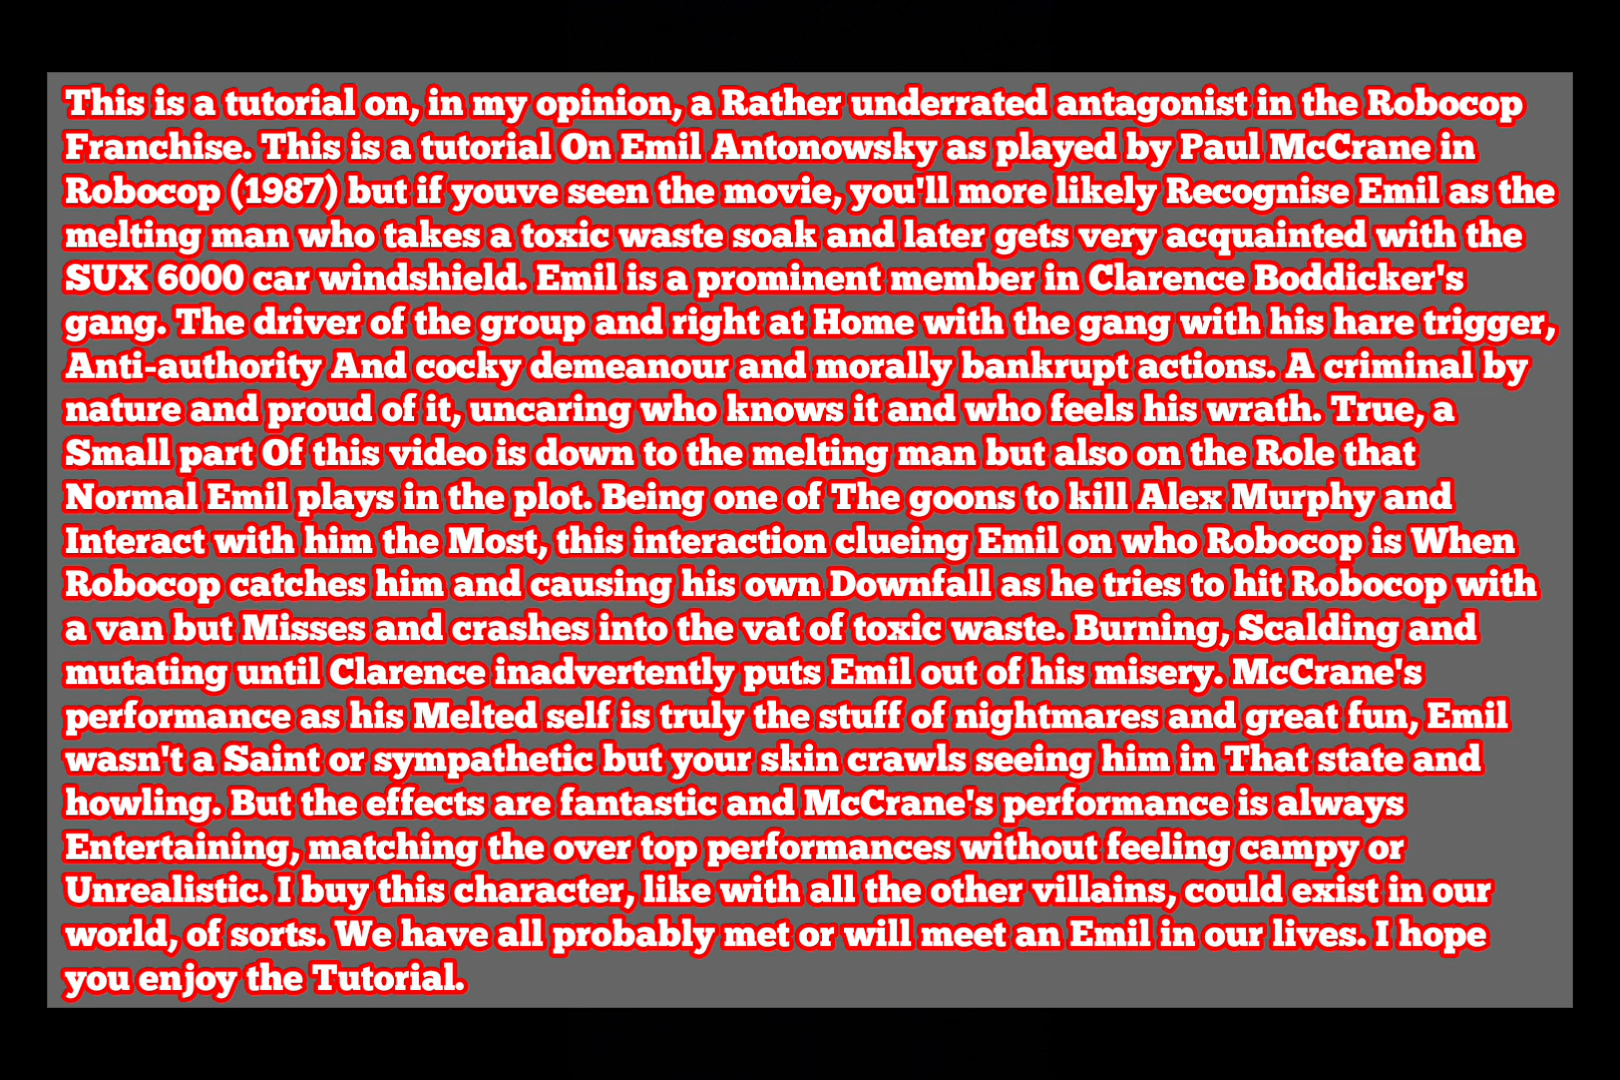 This is a tutorial on, in my opinion, a Rather underrated antagonist in the Robocop
Franchise. This is a tutorial On Emil Antonowsky as played by Paul McCrane in
Robocop (1987) but if youve seen the movie, you'll more likely Recognise Emil as the
melting man who takes a toxic waste soak and later gets very acquainted with the
SUX 6000 car windshield. Emil is a prominent member in Clarence Boddicker's
gang. The driver of the group and right at Home with the gang with his hare trigger,
Anti-authority And cocky demeanour and morally bankrupt actions. A criminal by
nature and proud of it, uncaring who knows it and who feels his wrath. True, a
Small part Of this video is down to the melting man but also on the Role that
Normal Emil plays in the plot. Being one of The goons to kill Alex Murphy and
Interact with him the Most, this interaction clueing Emil on who Robocop is When
Robocop catches him and causing his own Downfall as he tries to hit Robocop with
a van but Misses and crashes into the vat of toxic waste. Burning, Scalding and
mutating until Clarence inadvertently puts Emil out of his misery. McCrane's
performance as his Melted self is truly the stuff of nightmares and great fun, Emil
wasn't a Saint or sympathetic but your skin crawls seeing him in That state and
howling. But the effects are fantastic and McCrane's performance is always
Entertaining, matching the over top performances without feeling campy or
Unrealistic. I buy this character, like with all the other villains, could exist in our
world, of sorts. We have all probably met or will meet an Emil in our lives. I hope
you enjoy the Tutorial.